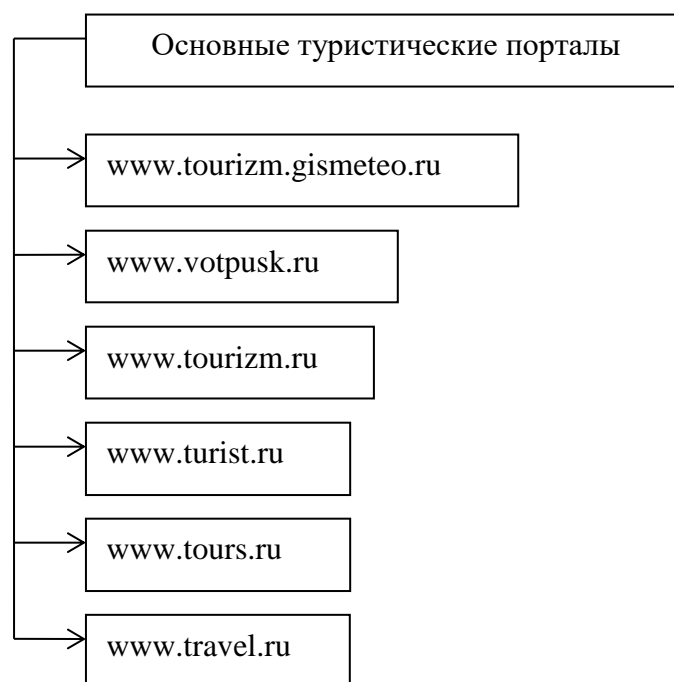 Основные туристические порталы
www.tourizm.gismeteo.ru
www.votpusk.ru
www.tourizm.ru
www.turist.ru
www.tours.ru
www.travel.ru